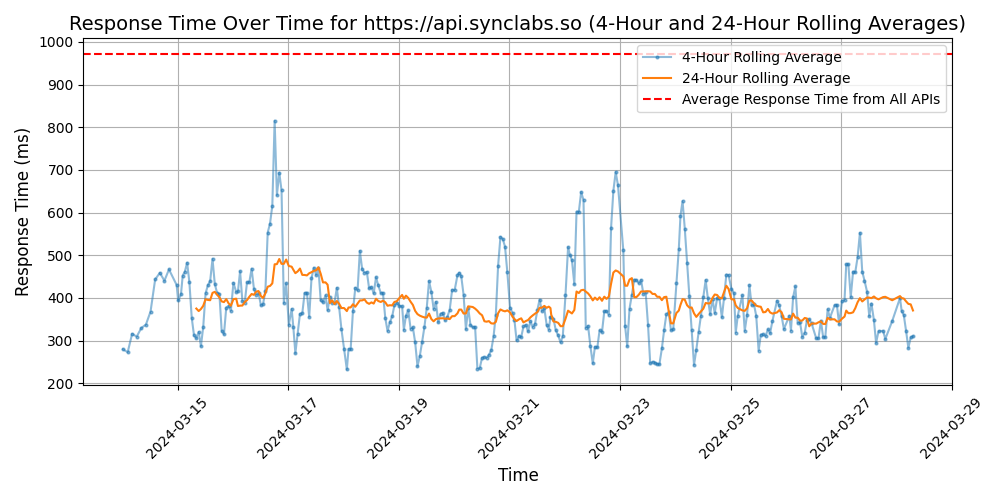 Response Time Over Time for https://api.synclabs.so (4-Hour and 24-Hour Rolling Averages)
4-Hour Rolling Average
24-Hour Rolling Average
Average Response Time from All APIs
Response Time (ms)
1000
900
800
700
600
500
400
300
200
2024-03-15
2024-03-17
2024-03-19
2024-03-21
2024-03-23
2024-03-25
2024-03-27
2024-03-29
Time